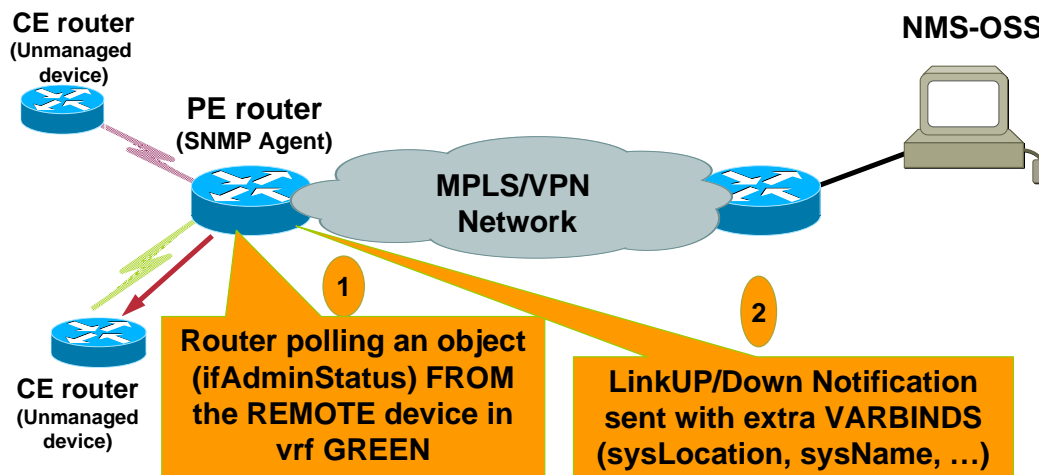 CE router
(Unmanaged
device)
NMS-OSS
PE router
(SNMP Agent)
MPLS/VPN
Network
1
2
Router polling an object
(ifAdminStatus) FROM
the REMOTE device in
vrf GREEN
LinkUP/Down Notification
sent with extra VARBINDS
(sysLocation, sysName, …)
CE router
(Unmanaged
device)